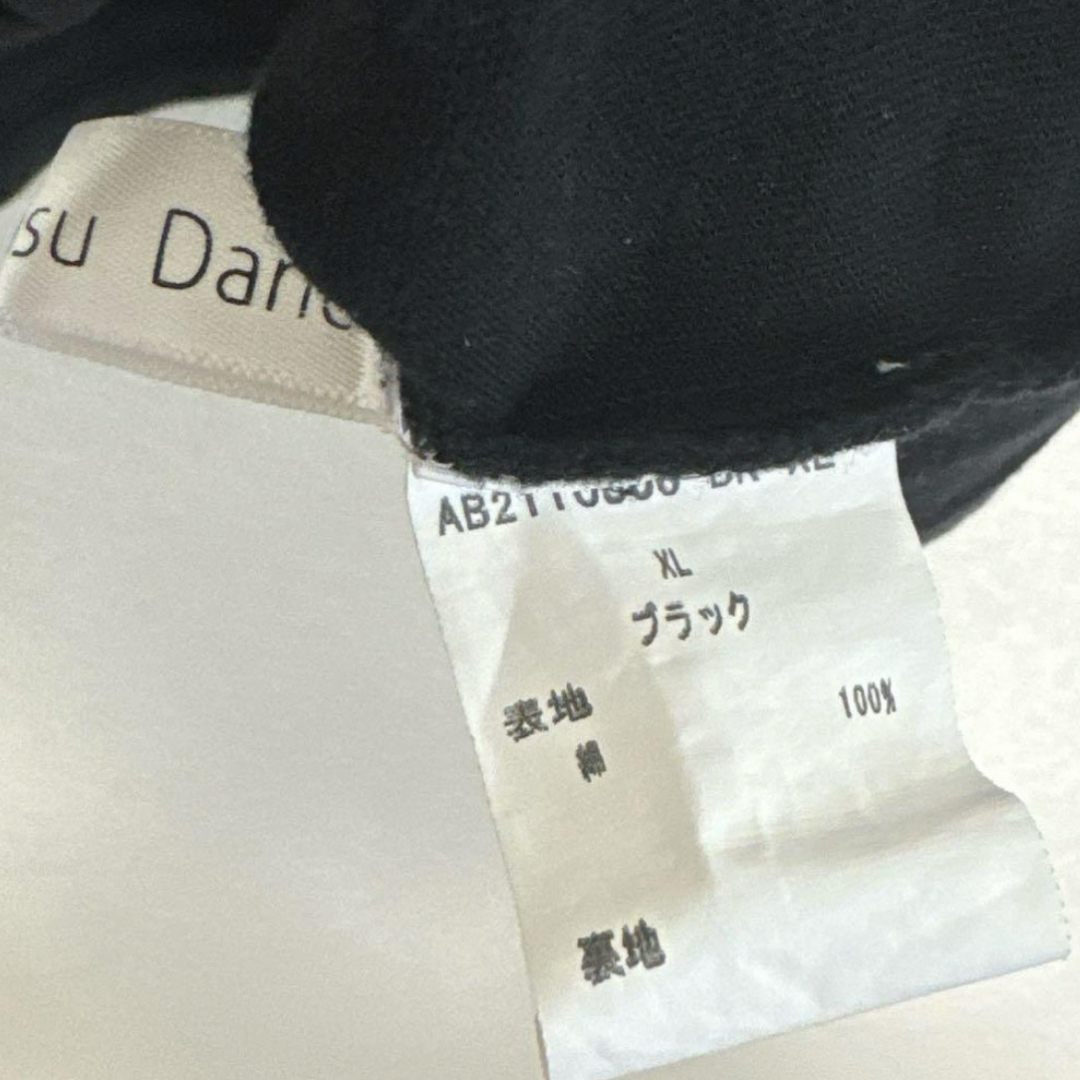 su Dan
XL
ブラック
表地 100%
綿
裏地